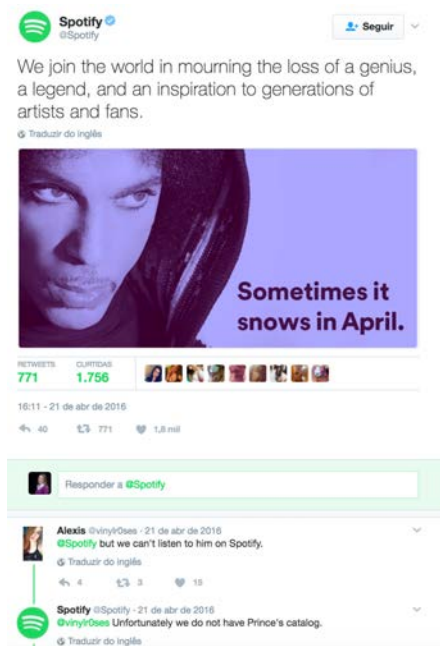 Spotify
@Spotify
Seguir
We join the world in mourning the loss of a genius,
a legend, and an inspiration to generations of
artists and fans.
Traduzir do inglês
Sometimes it
snows in April.
RETWEETS CURTIDAS
771 1.756
16:11 - 21 de abr de 2016
40 771 1,8 mil
Responder a @Spotify
Alexis @vinylr0ses · 21 de abr de 2016
@Spotify but we can't listen to him on Spotify.
Traduzir do inglês
4 3 15
Spotify @Spotify · 21 de abr de 2016
@vinylr0ses Unfortunately we do not have Prince's catalog.
Traduzir do inglês